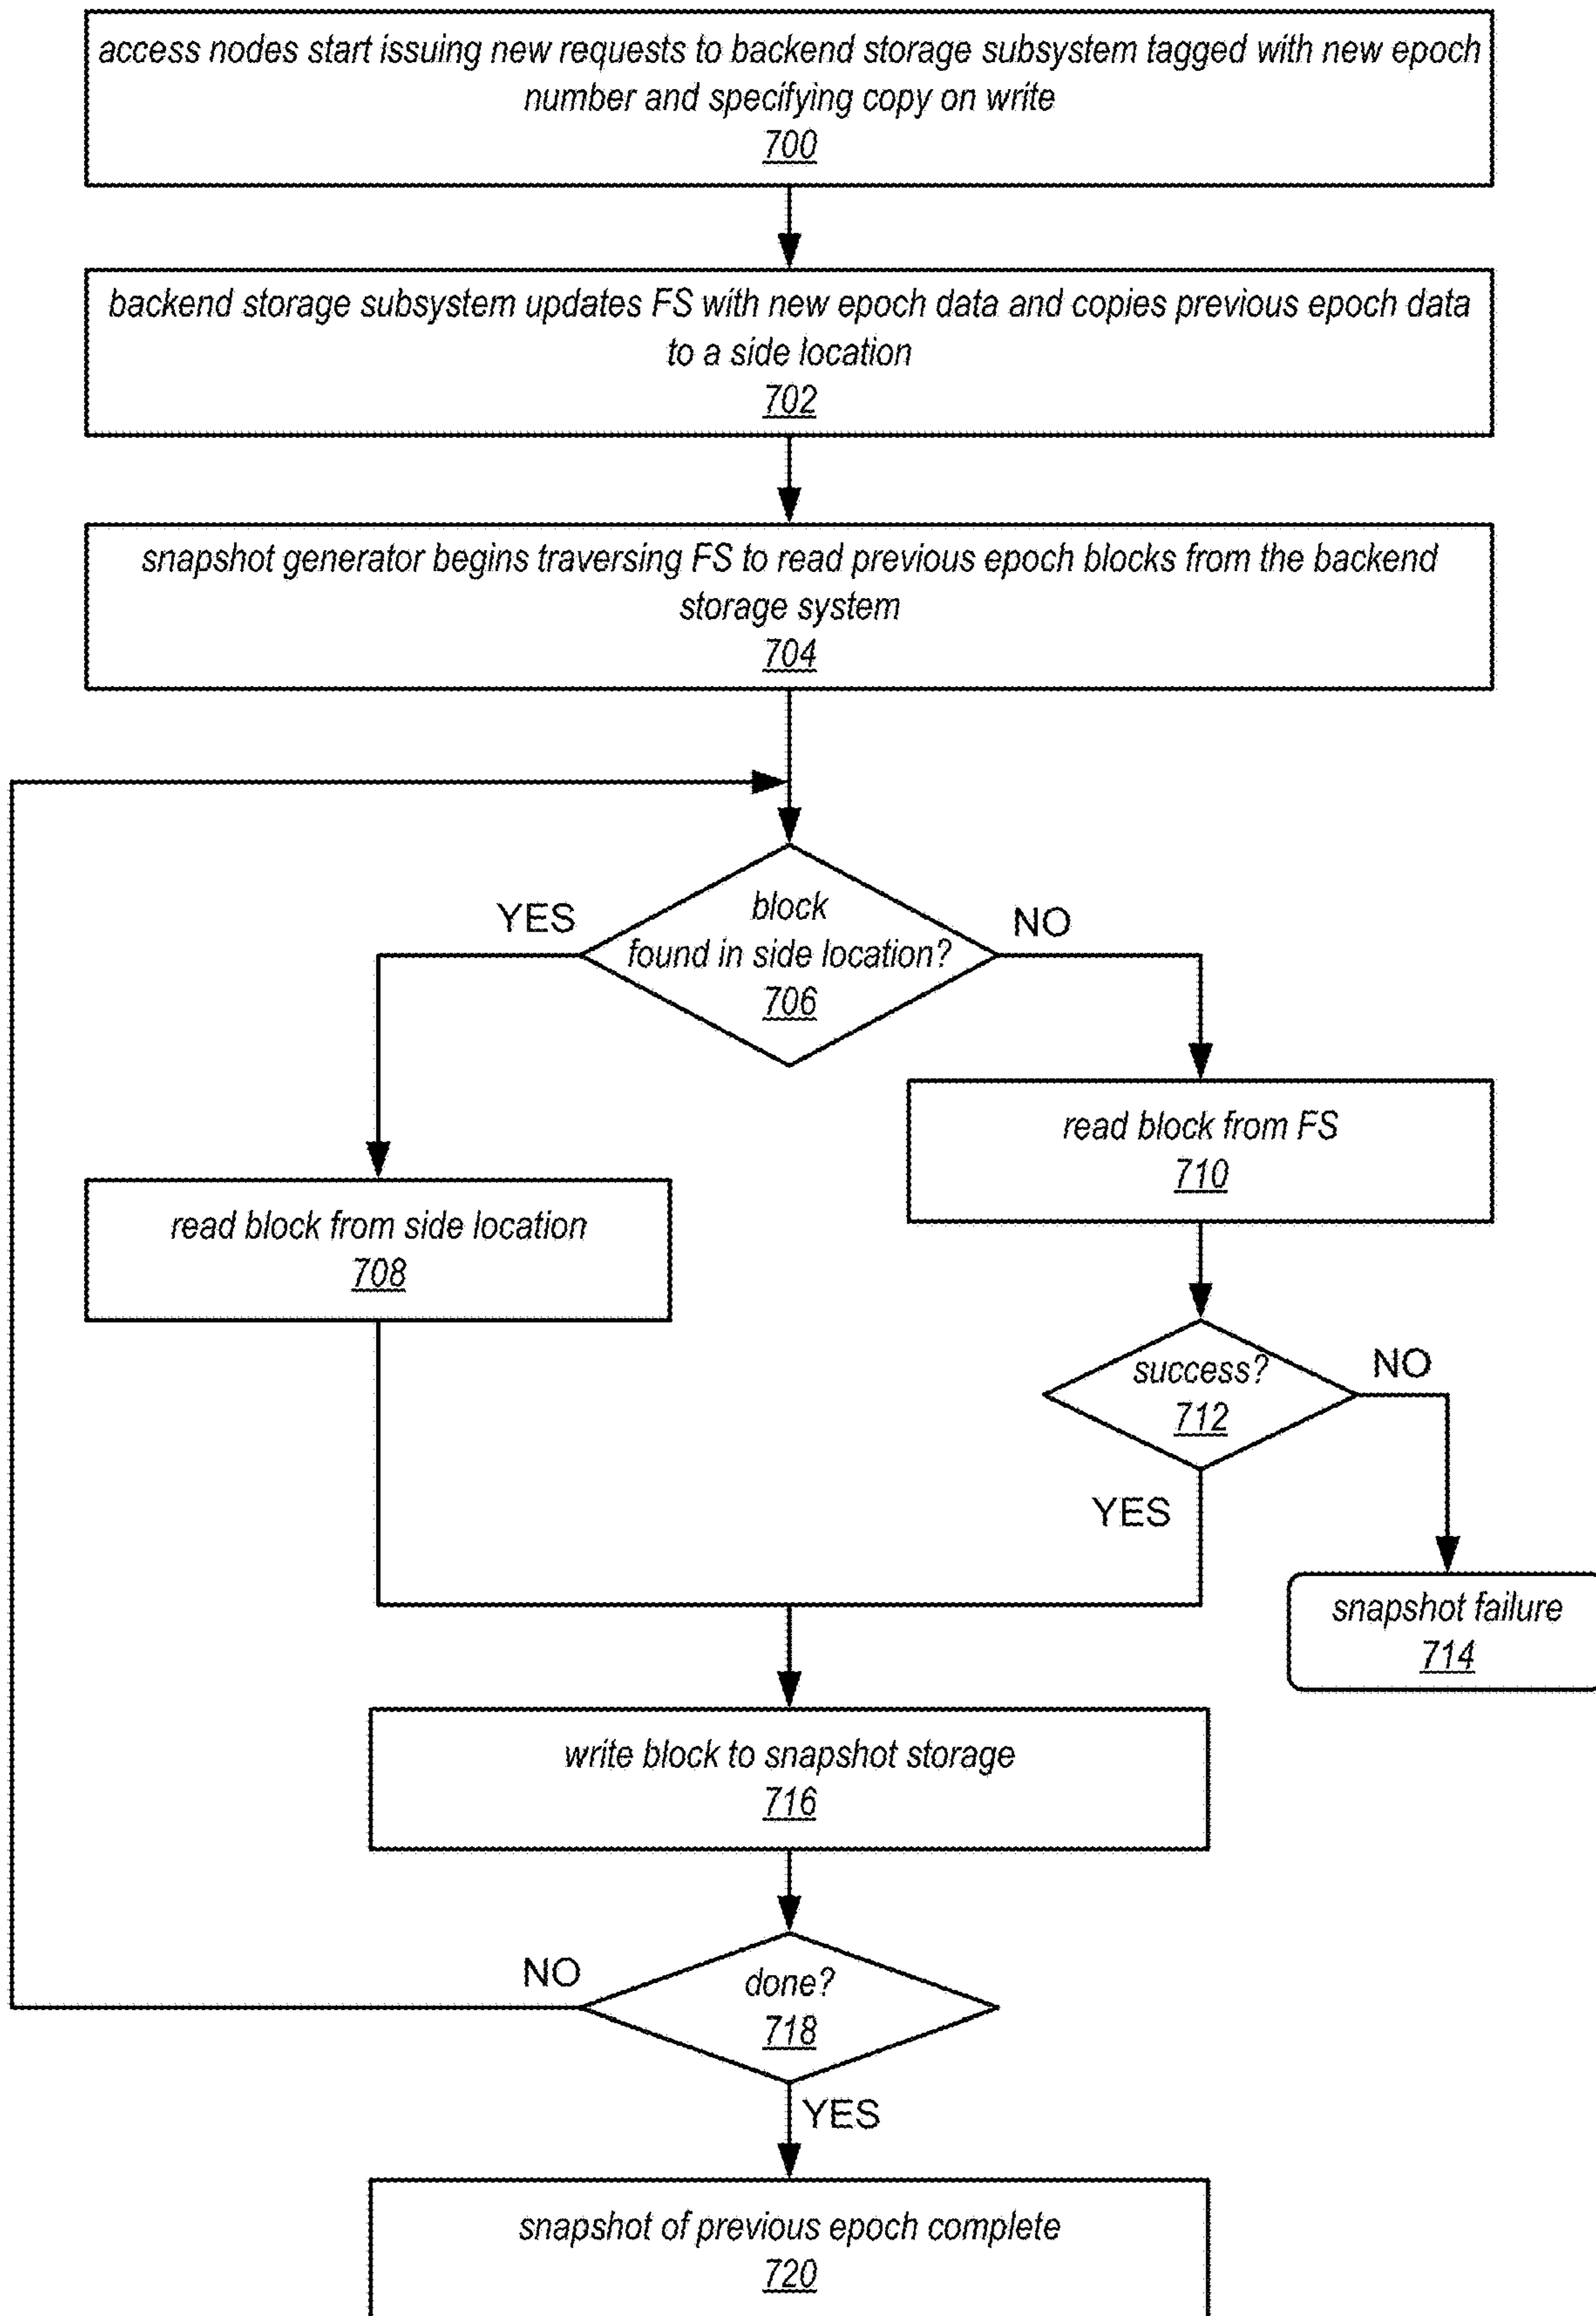 access nodes start issuing new requests to backend storage subsystem tagged with new epoch
number and specifying copy on write
700
backend storage subsystem updates FS with new epoch data and copies previous epoch data
to a side location
702
snapshot generator begins traversing FS to read previous epoch blocks from the backend
storage system
704
YES
block
found in side location?
706
NO
read block from FS
710
read block from side location
708
success?
712
NO
YES
snapshot failure
714
write block to snapshot storage
716
NO
done?
718
YES
snapshot of previous epoch complete
720